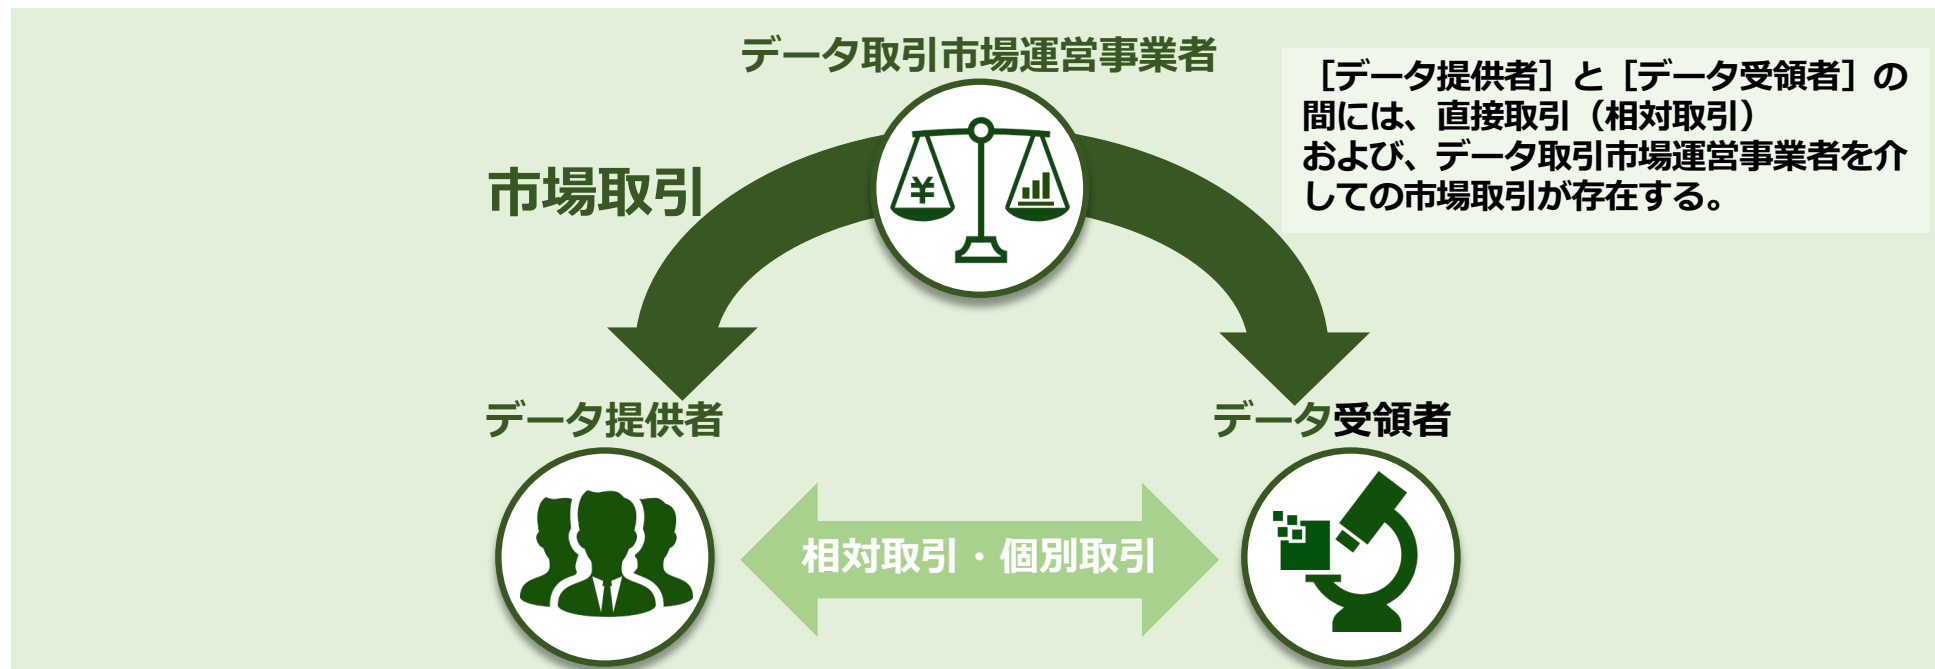 データ取引市場運営事業者
［データ提供者］と［データ受領者］の
間には、直接取引（相対取引）
および、データ取引市場運営事業者を介
しての市場取引が存在する。
市場取引
¥
データ提供者
データ受領者
相対取引・個別取引